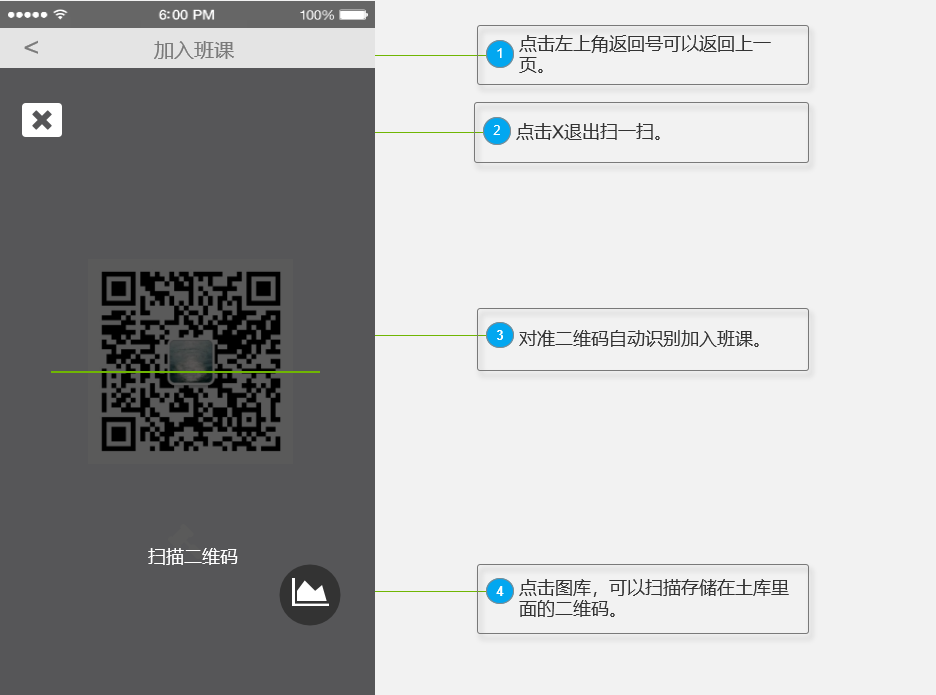 6:00 PM
100%
<
加入班课
1
点击左上角返回号可以返回上一
页。
2
点击X退出扫一扫。
3
对准二维码自动识别加入班课。
扫描二维码
4
点击图库，可以扫描存储在土库里
面的二维码。